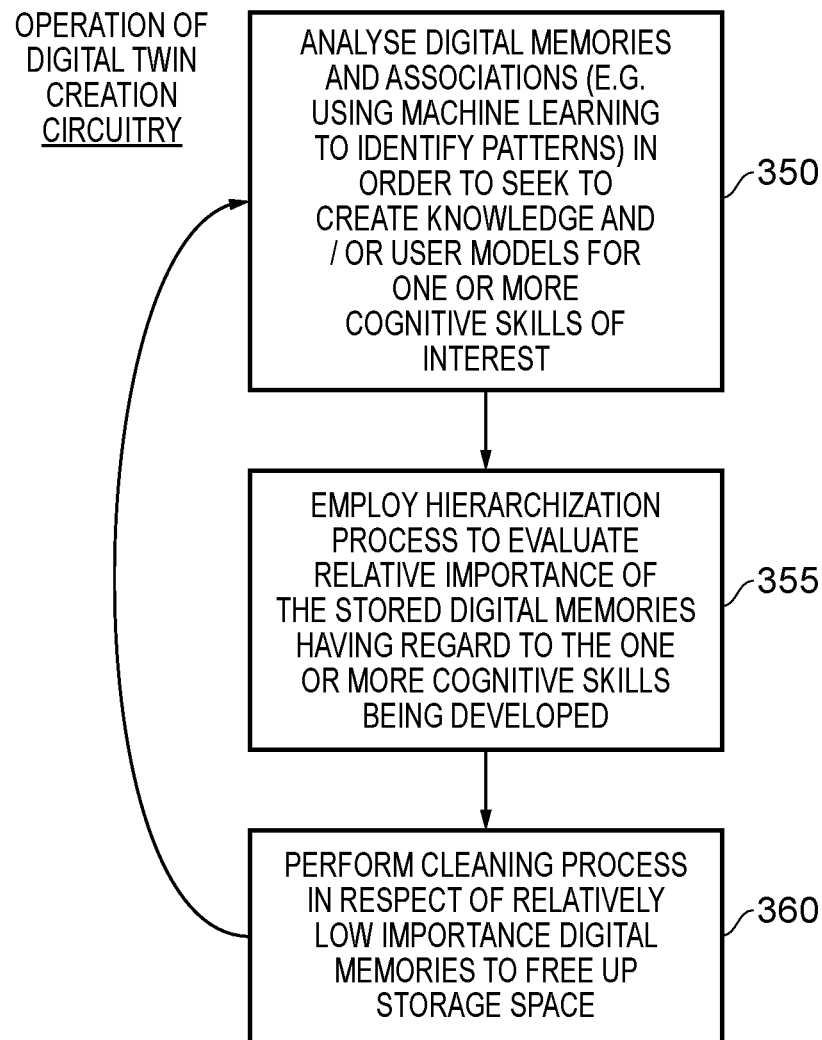 OPERATION OF
DIGITAL TWIN
CREATION
CIRCUITRY
ANALYSE DIGITAL MEMORIES
AND ASSOCIATIONS (E.G.
USING MACHINE LEARNING
TO IDENTIFY PATTERNS) IN
ORDER TO SEEK TO
CREATE KNOWLEDGE AND
/ OR USER MODELS FOR
ONE OR MORE
COGNITIVE SKILLS OF
INTEREST
350
EMPLOY HIERARCHIZATION
PROCESS TO EVALUATE
RELATIVE IMPORTANCE OF
THE STORED DIGITAL MEMORIES
HAVING REGARD TO THE ONE
OR MORE COGNITIVE SKILLS
BEING DEVELOPED
355
PERFORM CLEANING PROCESS
IN RESPECT OF RELATIVELY
LOW IMPORTANCE DIGITAL
MEMORIES TO FREE UP
STORAGE SPACE
360